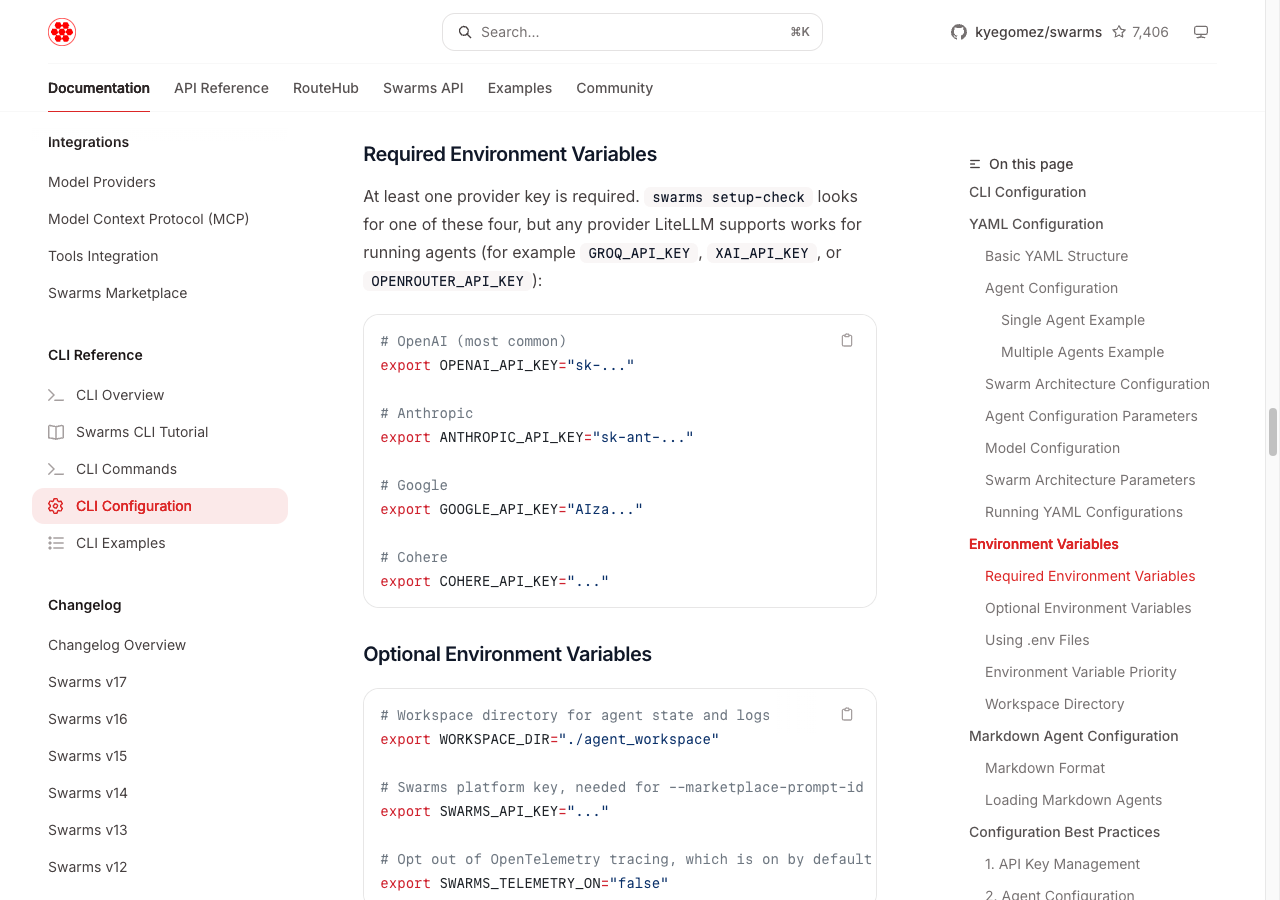 Search...
⌘K
kyegomez/swarms
7,406
Documentation
API Reference
RouteHub
Swarms API
Examples
Community
Integrations
Model Providers
Model Context Protocol (MCP)
Tools Integration
Swarms Marketplace
CLI Reference
CLI Overview
Swarms CLI Tutorial
CLI Commands
CLI Configuration
CLI Examples
Changelog
Changelog Overview
Swarms v17
Swarms v16
Swarms v15
Swarms v14
Swarms v13
Swarms v12
Required Environment Variables
At least one provider key is required. swarms setup-check looks
for one of these four, but any provider LiteLLM supports works for
running agents (for example GROQ_API_KEY, XAI_API_KEY, or
OPENROUTER_API_KEY):
# OpenAI (most common)
export OPENAI_API_KEY="sk-..."
# Anthropic
export ANTHROPIC_API_KEY="sk-ant-..."
# Google
export GOOGLE_API_KEY="AIza..."
# Cohere
export COHERE_API_KEY="..."
Optional Environment Variables
# Workspace directory for agent state and logs
export WORKSPACE_DIR="./agent_workspace"
# Swarms platform key, needed for --marketplace-prompt-id
export SWARMS_API_KEY="..."
# Opt out of OpenTelemetry tracing, which is on by default
export SWARMS_TELEMETRY_ON="false"
On this page
CLI Configuration
YAML Configuration
Basic YAML Structure
Agent Configuration
Single Agent Example
Multiple Agents Example
Swarm Architecture Configuration
Agent Configuration Parameters
Model Configuration
Swarm Architecture Parameters
Running YAML Configurations
Environment Variables
Required Environment Variables
Optional Environment Variables
Using .env Files
Environment Variable Priority
Workspace Directory
Markdown Agent Configuration
Markdown Format
Loading Markdown Agents
Configuration Best Practices
1. API Key Management
2. Agent Configuration